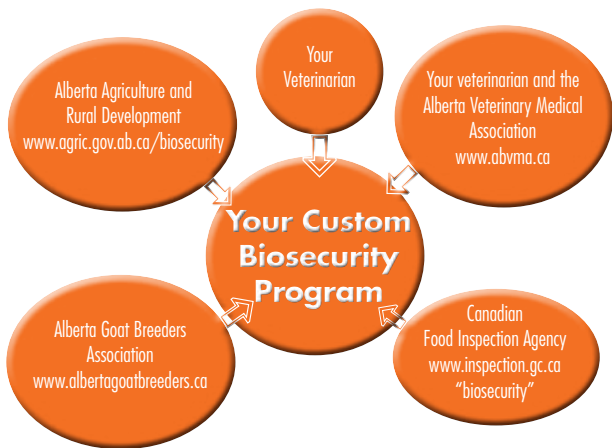 Alberta Agriculture and
Rural Development
www.agric.gov.ab.ca/biosecurity
Your
Veterinarian
Your veterinarian and the
Alberta Veterinary Medical
Association
www.abvma.ca
Your Custom
Biosecurity
Program
Alberta Goat Breeders
Association
www.albertagoatbreeders.ca
Canadian
Food Inspection Agency
www.inspection.gc.ca
“biosecurity”